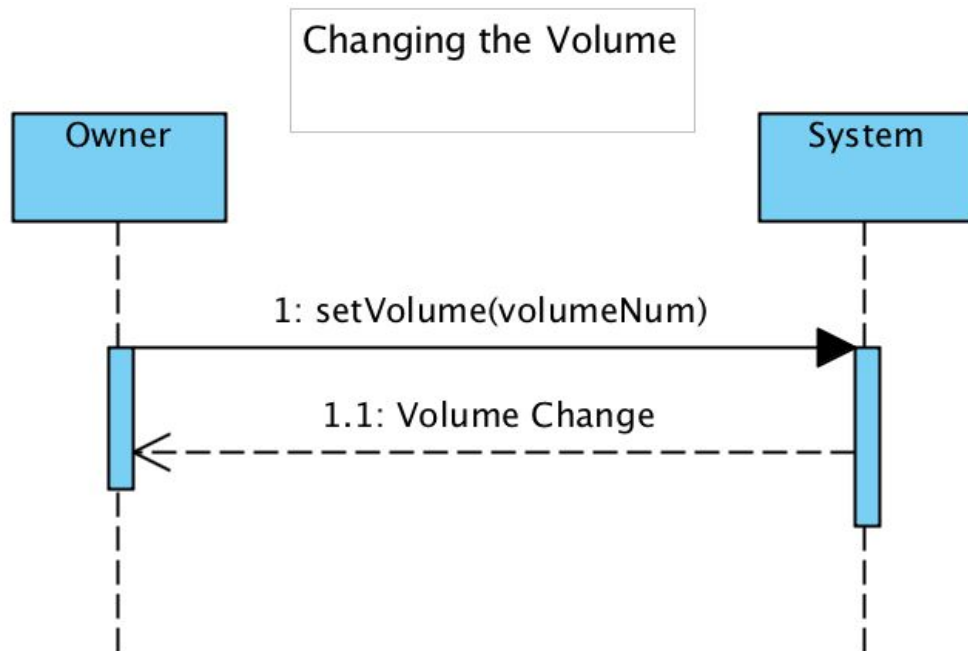 Changing the Volume
Owner
System
1: setVolume(volumeNum)
1.1: Volume Change